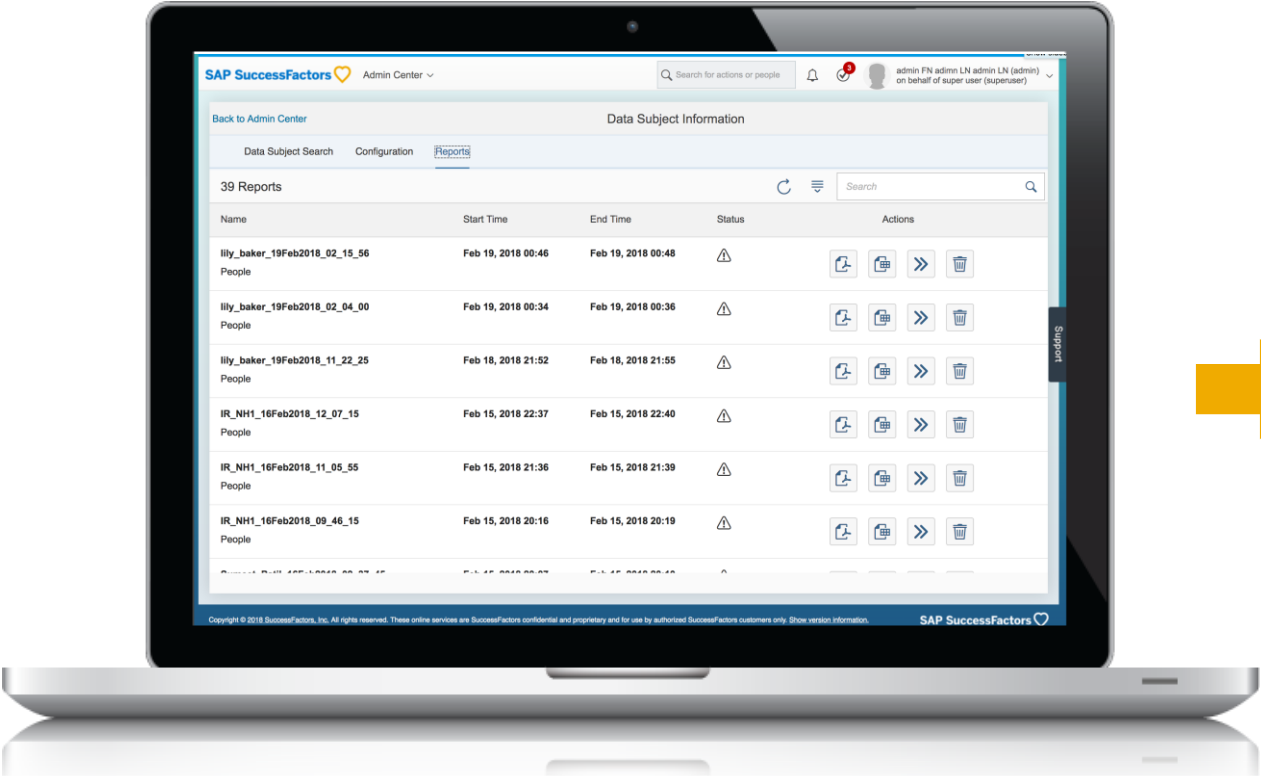 SAP SuccessFactors Admin Center
Search for actions or people
3
admin FN adimn LN admin LN (admin)
on behalf of super user (superuser)
Back to Admin Center
Data Subject Information
Data Subject Search Configuration Reports
39 Reports
Search
Name Start Time End Time Status Actions
lily_baker_19Feb2018_02_15_56 Feb 19, 2018 00:46 Feb 19, 2018 00:48
People
lily_baker_19Feb2018_02_04_00 Feb 19, 2018 00:34 Feb 19, 2018 00:36
People
lily_baker_19Feb2018_11_22_25 Feb 18, 2018 21:52 Feb 18, 2018 21:55
People
IR_NH1_16Feb2018_12_07_15 Feb 15, 2018 22:37 Feb 15, 2018 22:40
People
IR_NH1_16Feb2018_11_05_55 Feb 15, 2018 21:36 Feb 15, 2018 21:39
People
IR_NH1_16Feb2018_09_46_15 Feb 15, 2018 20:16 Feb 15, 2018 20:19
People
Support
Copyright © 2018 SuccessFactors, Inc. All rights reserved. These online services are SuccessFactors confidential and proprietary and for use by authorized SuccessFactors customers only. Show version information.
SAP SuccessFactors